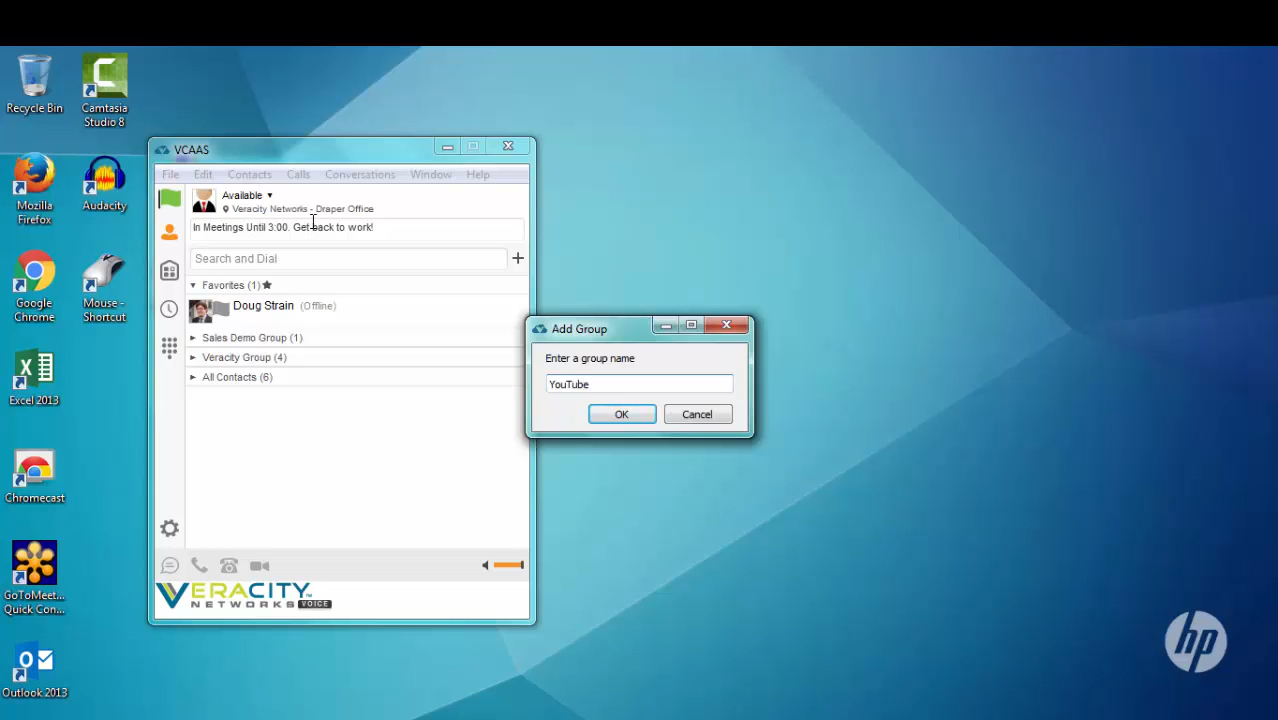 Recycle Bin
Camtasia
Studio 8
Mozilla
Firefox
Audacity
Google
Chrome
Mouse -
Shortcut
Excel 2013
Chromecast
GoToMeet...
Quick Con...
Outlook 2013
VCAAS
File Edit Contacts Calls Conversations Window Help
Available
Veracity Networks - Draper Office
In Meetings Until 3:00. Get back to work!
Search and Dial
Favorites (1)
Doug Strain (Offline)
Sales Demo Group (1)
Veracity Group (4)
All Contacts (6)
VERACITY™
NETWORKS VOICE
Add Group
Enter a group name
YouTube
OK Cancel
hp